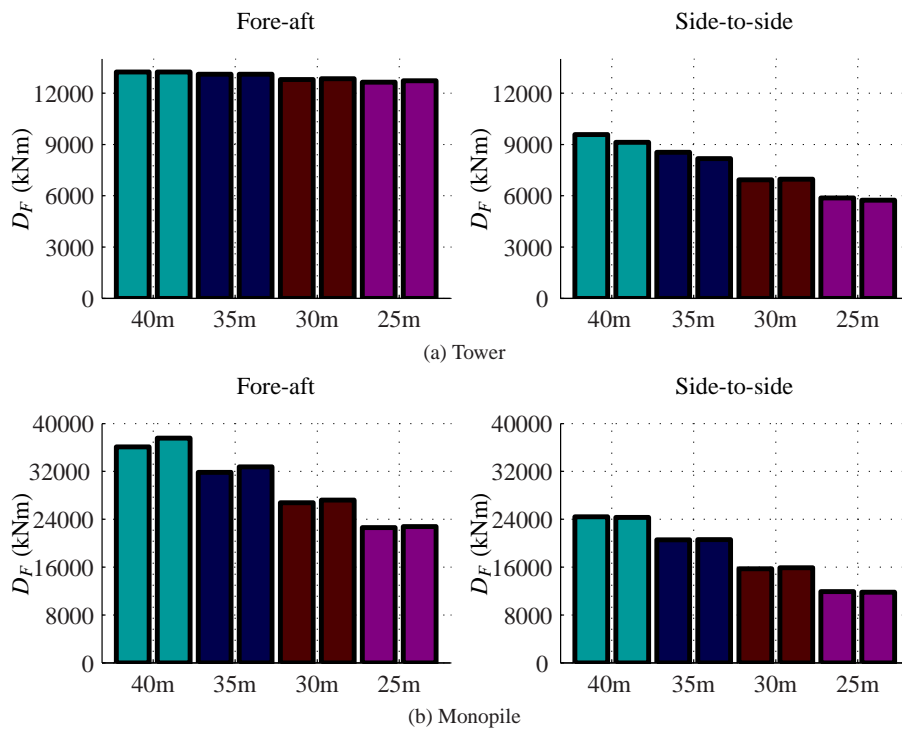 Fore-aft Side-to-side
12000 12000
9000 9000
6000 6000
3000 3000
0 0
D_F (kNm) D_F (kNm)
40m 35m 30m 25m 40m 35m 30m 25m
(a) Tower
Fore-aft Side-to-side
40000 40000
32000 32000
24000 24000
16000 16000
8000 8000
0 0
D_F (kNm) D_F (kNm)
40m 35m 30m 25m 40m 35m 30m 25m
(b) Monopile